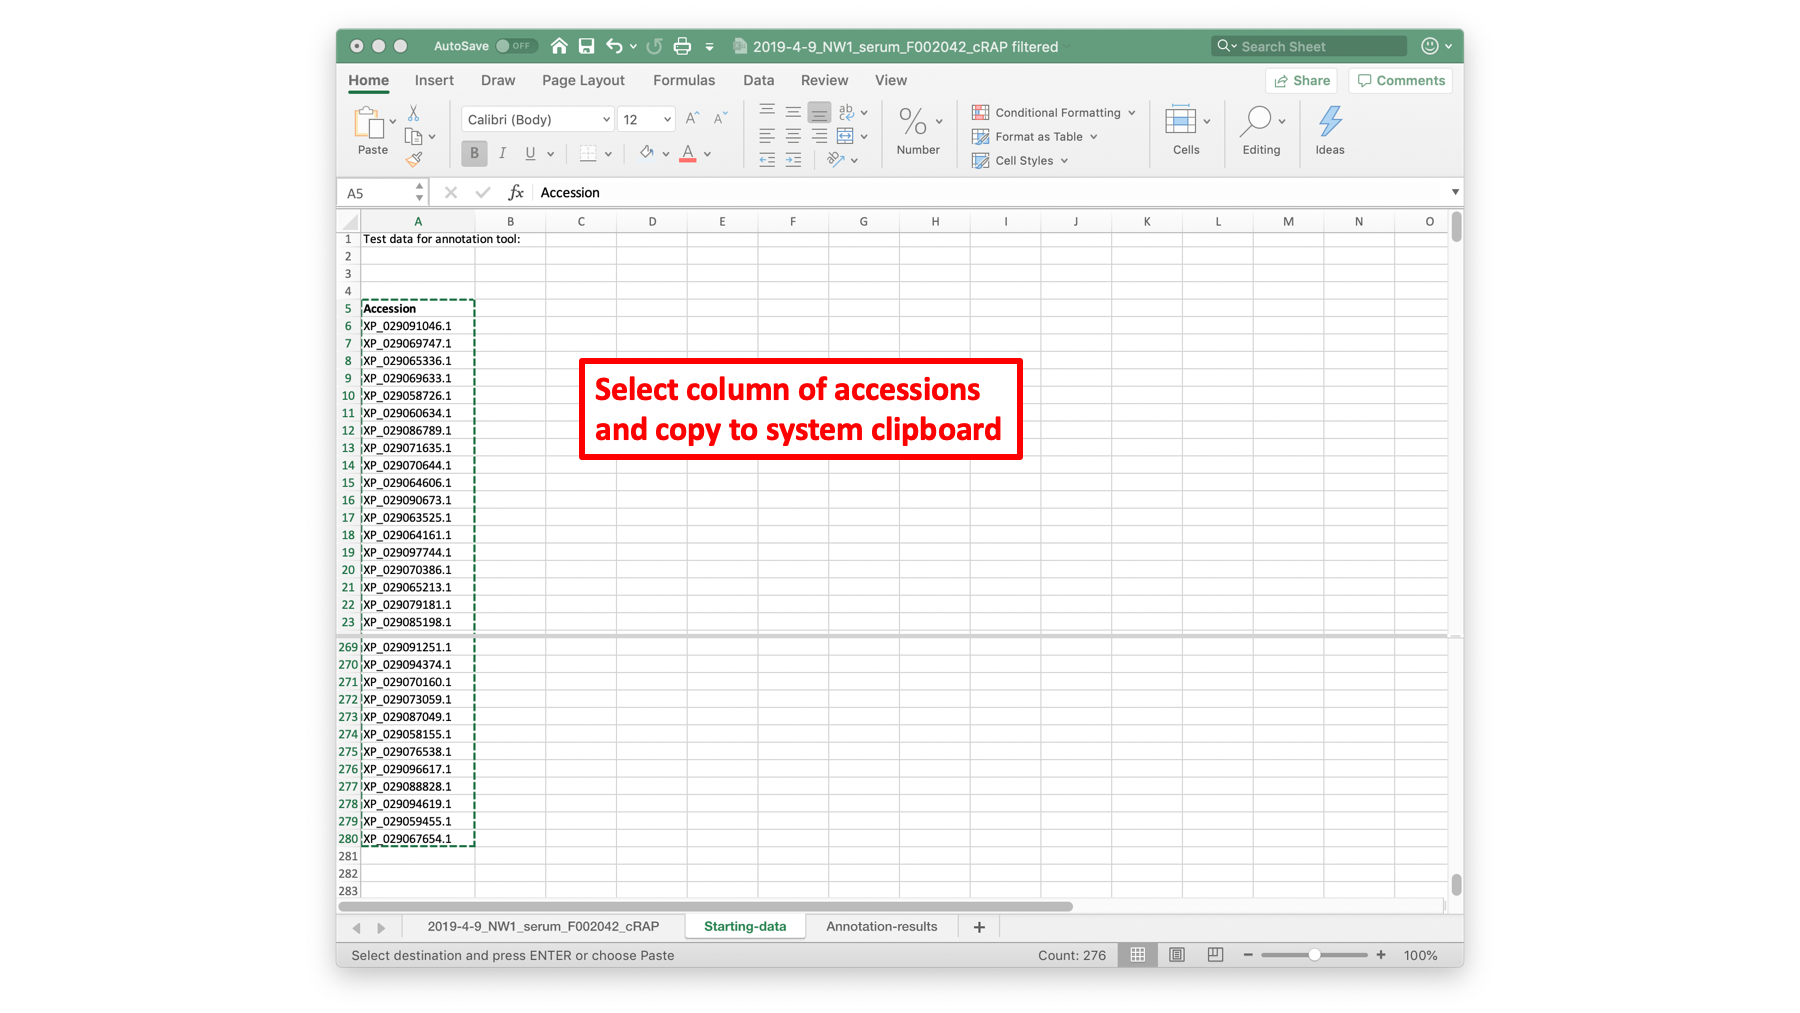 AutoSave OFF 2019-4-9_NW1_serum_F002042_cRAP filtered Search Sheet
Home Insert Draw Page Layout Formulas Data Review View Share Comments
Paste Calibri (Body) 12 B I U A ab % Number Conditional Formatting Format as Table Cell Styles Cells Editing Ideas
A5 fx Accession
A B C D E F G H I J K L M N O
1 Test data for annotation tool:
2
3
4
5 Accession
6 XP_029091046.1
7 XP_029069747.1
8 XP_029065336.1
9 XP_029069633.1
10 XP_029058726.1
11 XP_029060634.1
12 XP_029086789.1
13 XP_029071635.1
14 XP_029070644.1
15 XP_029064606.1
16 XP_029090673.1
17 XP_029063525.1
18 XP_029064161.1
19 XP_029097744.1
20 XP_029070386.1
21 XP_029065213.1
22 XP_029079181.1
23 XP_029085198.1
269 XP_029091251.1
270 XP_029094374.1
271 XP_029070160.1
272 XP_029073059.1
273 XP_029087049.1
274 XP_029058155.1
275 XP_029076538.1
276 XP_029096617.1
277 XP_029088828.1
278 XP_029094619.1
279 XP_029059455.1
280 XP_029067654.1
281
282
283
Select column of accessions
and copy to system clipboard
2019-4-9_NW1_serum_F002042_cRAP Starting-data Annotation-results +
Select destination and press ENTER or choose Paste Count: 276 100%